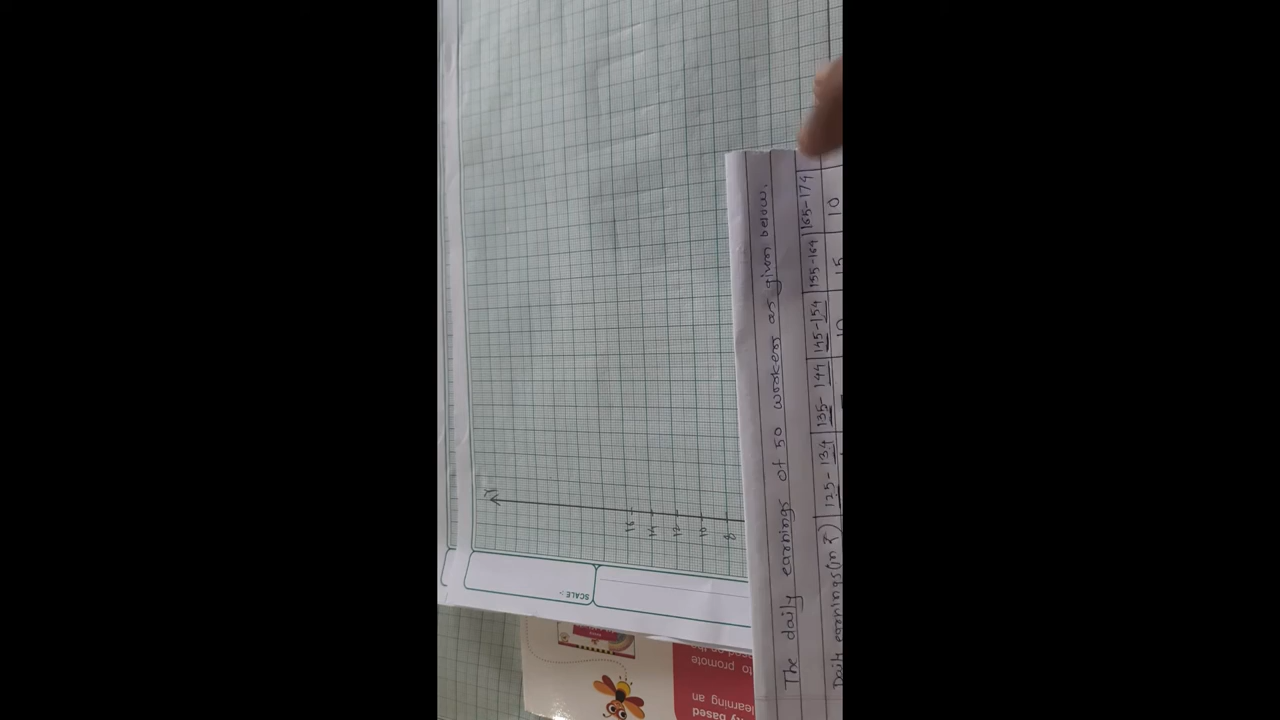 Y
16
14
12
10
8
SCALE :-
The daily earnings of 50 workers as given below.
Daily earnings (in ₹) 125-134 135-144 145-154 155-164 165-174
10 15 10
to promote
learning an